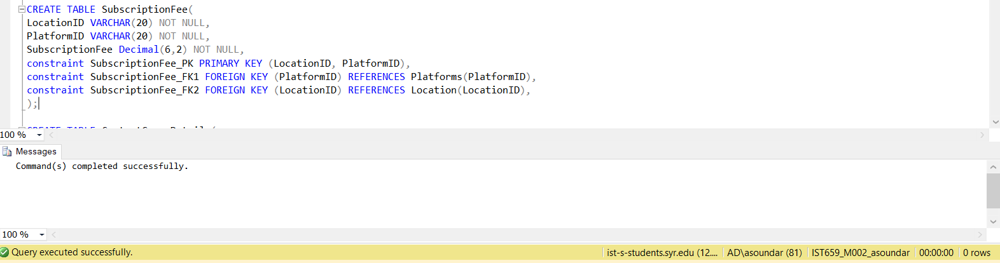 CREATE TABLE SubscriptionFee(
LocationID VARCHAR(20) NOT NULL,
PlatformID VARCHAR(20) NOT NULL,
SubscriptionFee Decimal(6,2) NOT NULL,
constraint SubscriptionFee_PK PRIMARY KEY (LocationID, PlatformID),
constraint SubscriptionFee_FK1 FOREIGN KEY (PlatformID) REFERENCES Platforms(PlatformID),
constraint SubscriptionFee_FK2 FOREIGN KEY (LocationID) REFERENCES Location(LocationID),
);
CREATE TABLE
100 %
Messages
Command(s) completed successfully.
100 %
Query executed successfully. ist-s-students.syr.edu (12.... AD\asoundar (81) IST659_M002_asoundar 00:00:00 0 rows